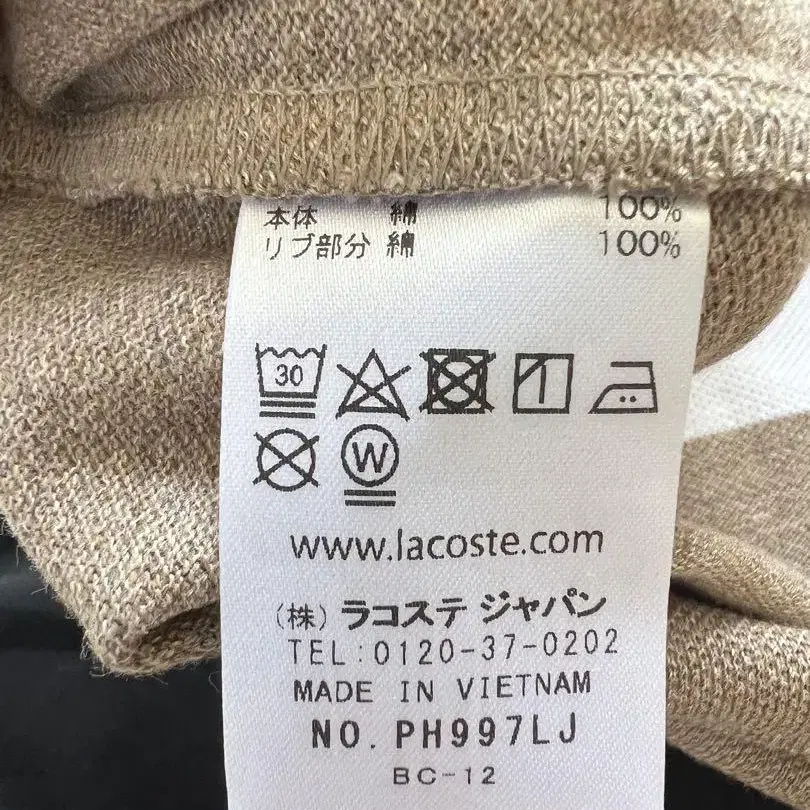 本体 綿 100%
リブ部分 綿 100%
30
W
www.lacoste.com
(株) ラコステ ジャパン
TEL:0120-37-0202
MADE IN VIETNAM
NO. PH997LJ
BC-12